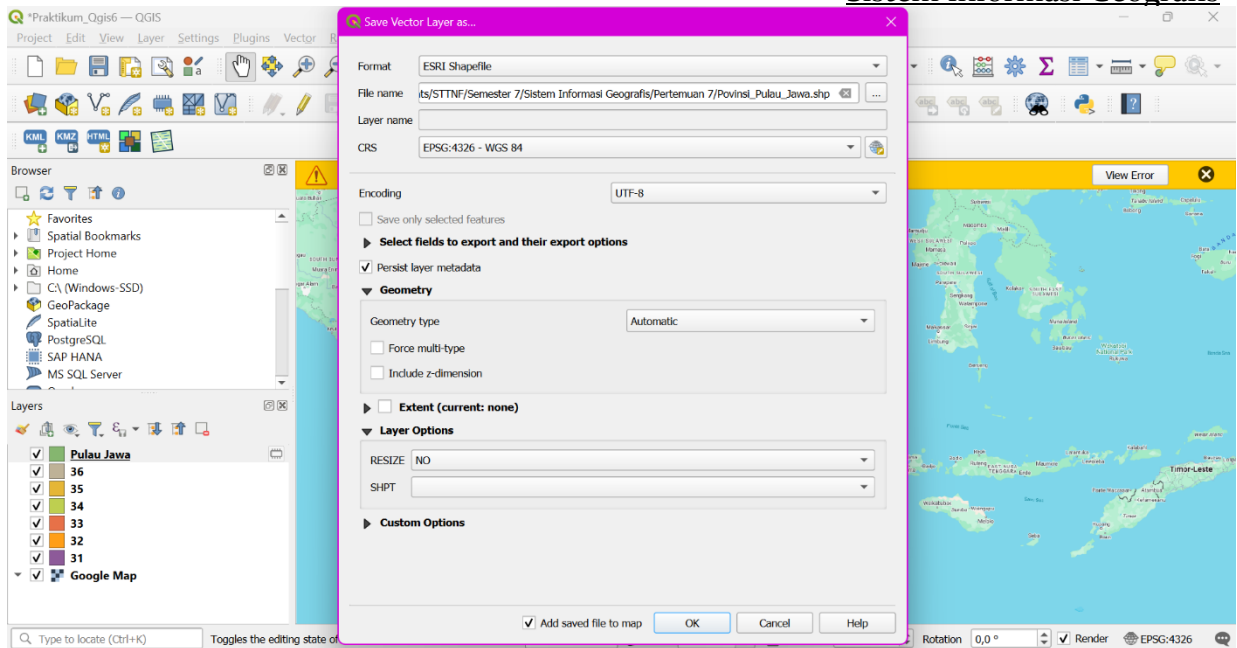 Sistem Informasi Geografis
*Praktikum_Qgis6 — QGIS
Project Edit View Layer Settings Plugins Vector
Save Vector Layer as...
Format ESRI Shapefile
File name its/STTNF/Semester 7/Sistem Informasi Geografis/Pertemuan 7/Povinsi_Pulau_Jawa.shp ...
Layer name
CRS EPSG:4326 - WGS 84
KML KMZ HTML
Browser
View Error
Encoding UTF-8
Save only selected features
Select fields to export and their export options
Persist layer metadata
Geometry
Geometry type Automatic
Force multi-type
Include z-dimension
Extent (current: none)
Layer Options
RESIZE NO
SHPT
Custom Options
Add saved file to map OK Cancel Help
Favorites
Spatial Bookmarks
Project Home
Home
C:\ (Windows-SSD)
GeoPackage
SpatiaLite
PostgreSQL
SAP HANA
MS SQL Server
Layers
Pulau Jawa
36
35
34
33
32
31
Google Map
Timor-Leste
Type to locate (Ctrl+K) Toggles the editing state of
Rotation 0,0 ° Render EPSG:4326